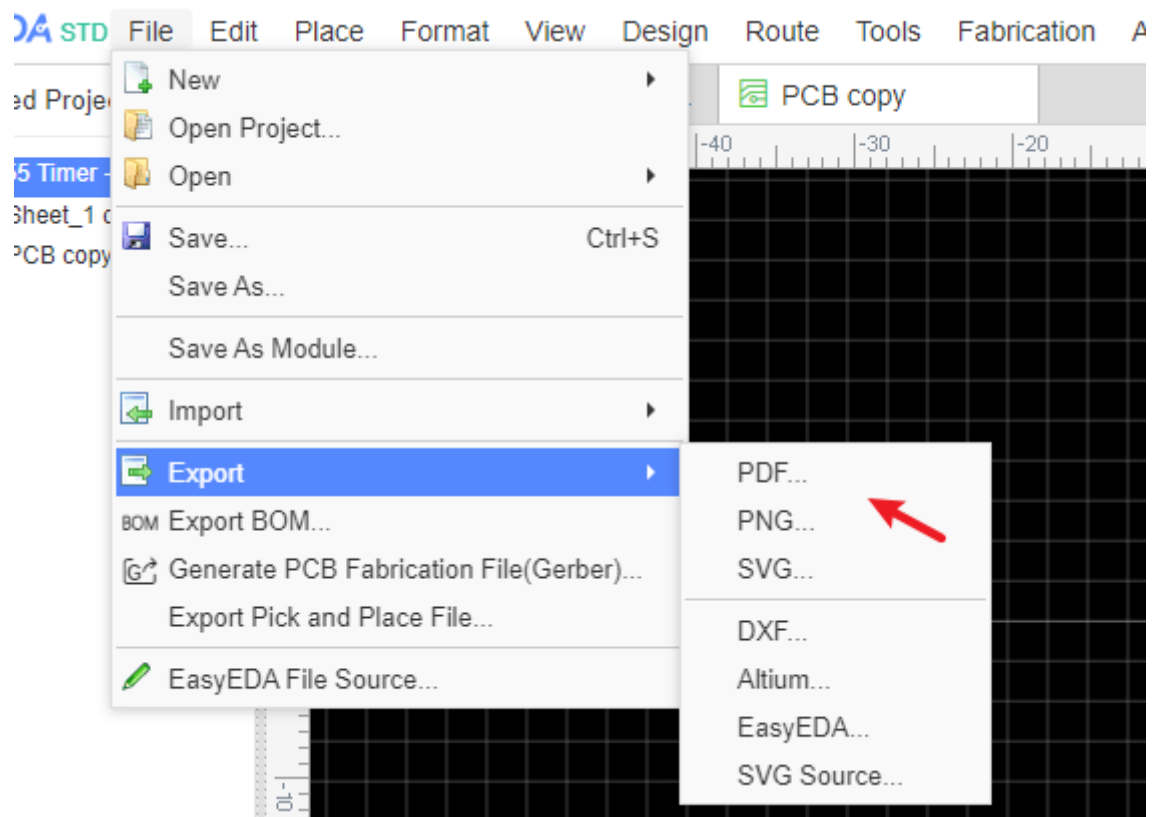 STD File Edit Place Format View Design Route Tools Fabrication
New
ed Proje
PCB copy
Open Project...
-40 -30 -20
55 Timer -
Open
Sheet_1
Save... Ctrl+S
PCB copy
Save As...
Save As Module...
Import
Export
PDF...
BOM Export BOM...
PNG...
G Generate PCB Fabrication File(Gerber)...
SVG...
Export Pick and Place File...
DXF...
EasyEDA File Source...
Altium...
EasyEDA...
SVG Source...
-10